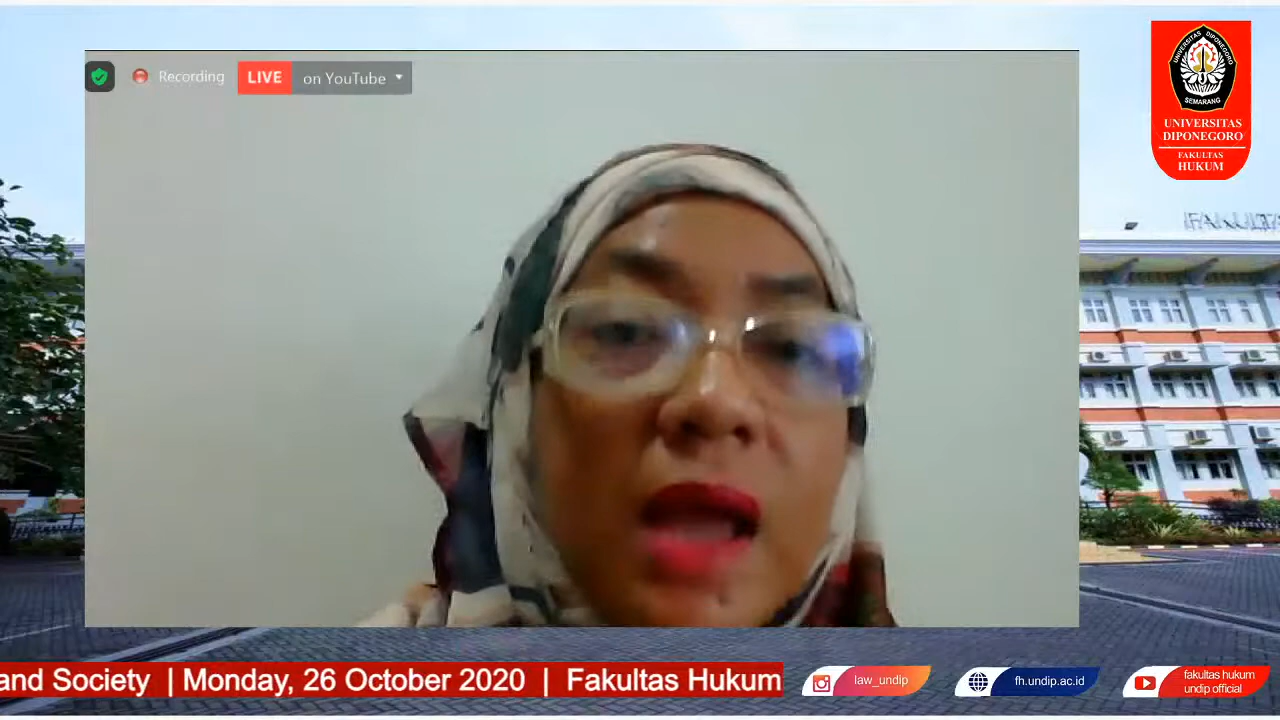 Recording
LIVE on YouTube
UNIVERSITAS DIPONEGORO
SEMARANG
UNIVERSITAS
DIPONEGORO
FAKULTAS
HUKUM
and Society | Monday, 26 October 2020 | Fakultas Hukum
law_undip
fh.undip.ac.id
fakultas hukum
undip official